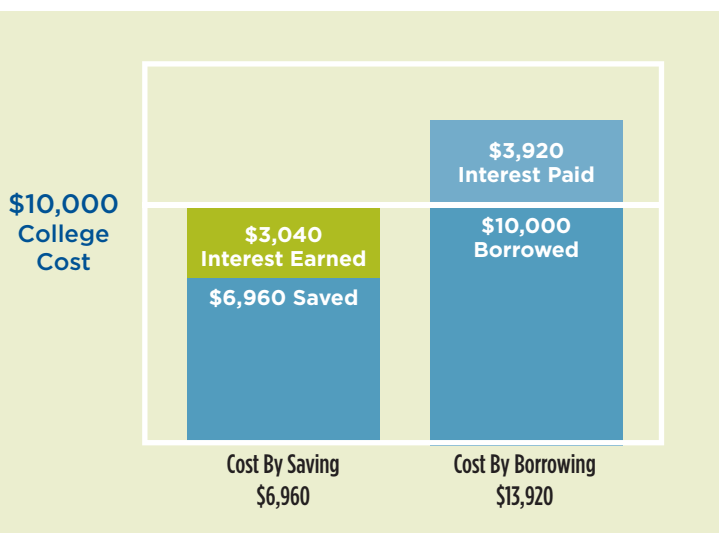 $3,920
Interest Paid
$10,000
College
Cost
$3,040
Interest Earned
$10,000
Borrowed
$6,960 Saved
Cost By Saving
$6,960
Cost By Borrowing
$13,920